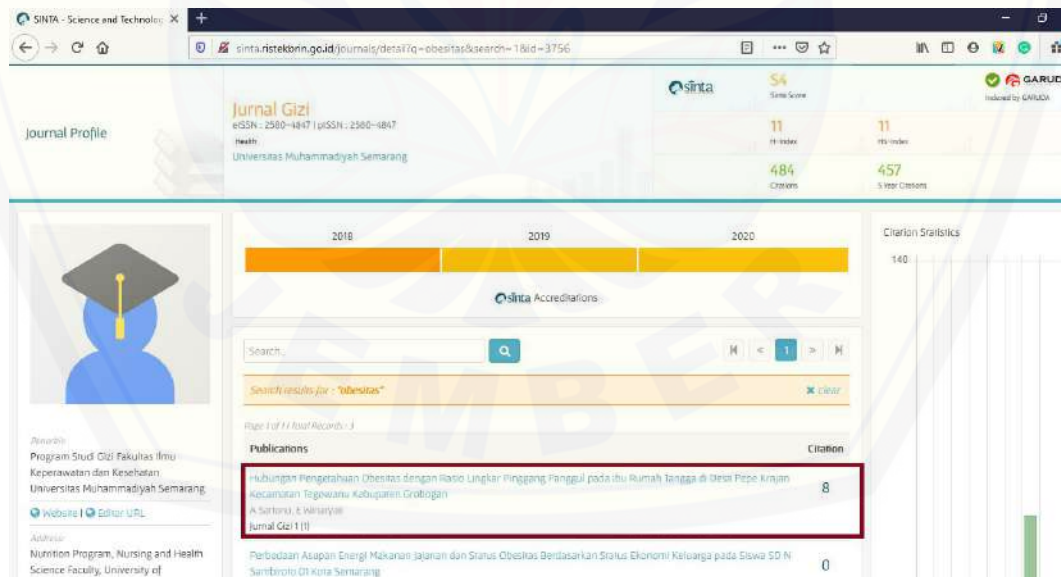 SINTA - Science and Technolog
sinta.ristekbrin.go.id/journals/detail?q=obesitas&search=1&id=3756
Journal Profile
Jurnal Gizi
eISSN : 2580-4847 | pISSN : 2580-4847
Health
Universitas Muhammadiyah Semarang
sinta
S4
Sinta Score
GARUD
Indexed by GARUDA
11
H-Index
11
H5-Index
484
Citations
457
5 Year Citations
2018 2019 2020
sinta Accreditations
Citation Statistics
140
Search..
1
Search results for : "obesitas"
clear
Page 1 of 1 | Total Records : 3
Publications Citation
Hubungan Pengetahuan Obesitas dengan Rasio Lingkar Pinggang Panggul pada Ibu Rumah Tangga di Desa Pepe Krajan
Kecamatan Tegowanu Kabupaten Grobogan
8
Jurnal Gizi 1 (1)
Perbedaan Asupan Energi Makanan Jajanan dan Status Obesitas Berdasarkan Status Ekonomi Keluarga pada Siswa SD N
Sambiroto 01 Kota Semarang
0
Penerbit
Program Studi Gizi Fakultas Ilmu
Keperawatan dan Kesehatan
Universitas Muhammadiyah Semarang
Website | Editor URL
Address
Nutrition Program, Nursing and Health
Science Faculty, University of
JEMBER